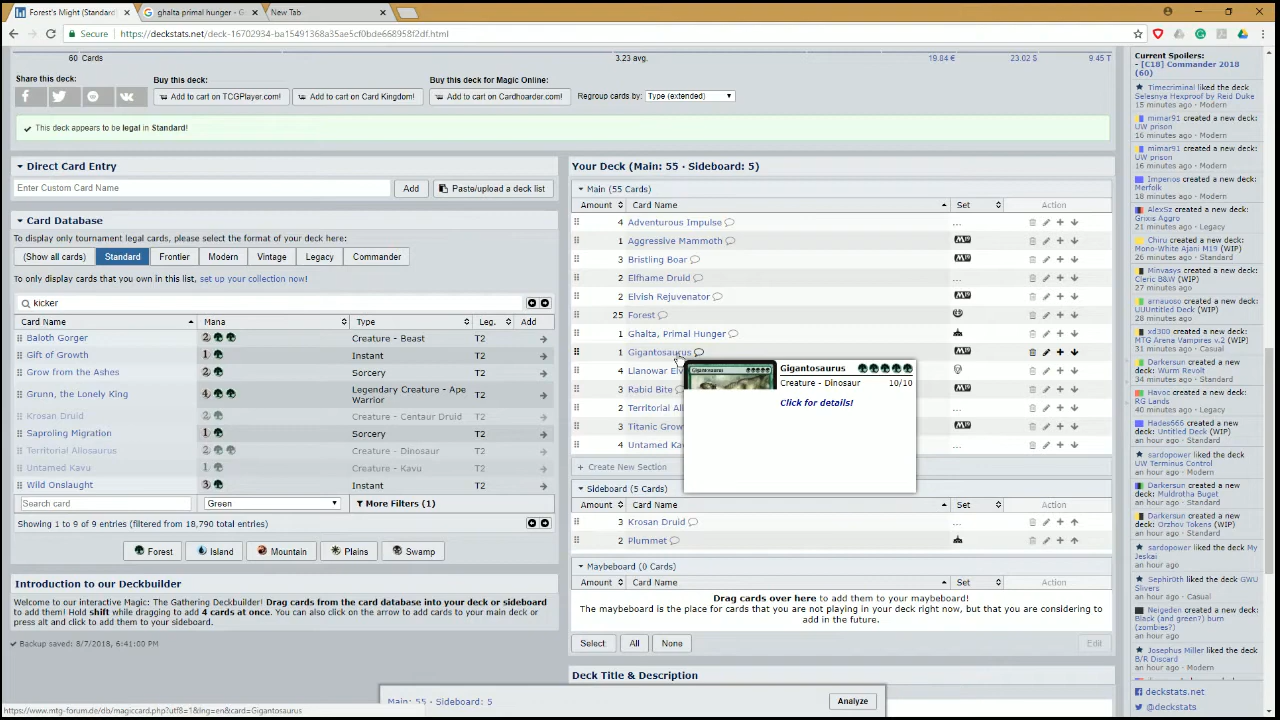 Forest's Might (Standard)
ghalta primal hunger - G
New Tab
Secure
https://deckstats.net/deck-16702934-ba15491368a35ae5cf0bde668958f2df.html
60 Cards
3.23 avg.
19.84 €
23.02 $
9.45 T
Share this deck:
Buy this deck:
Buy this deck for Magic Online:
Add to cart on TCGPlayer.com!
Add to cart on Card Kingdom!
Add to cart on Cardhoarder.com!
Regroup cards by:
Type (extended)
This deck appears to be legal in Standard!
Direct Card Entry
Enter Custom Card Name
Add
Paste/upload a deck list
Card Database
To display only tournament legal cards, please select the format of your deck here:
(Show all cards)
Standard
Frontier
Modern
Vintage
Legacy
Commander
To only display cards that you own in this list, set up your collection now!
kicker
Card Name
Mana
Type
Leg.
Add
Baloth Gorger
2
Creature - Beast
T2
Gift of Growth
1
Instant
T2
Grow from the Ashes
2
Sorcery
T2
Grunn, the Lonely King
4
Legendary Creature - Ape
Warrior
T2
Krosan Druid
2
Creature - Centaur Druid
T2
Saproling Migration
1
Sorcery
T2
Territorial Allosaurus
2
Creature - Dinosaur
T2
Untamed Kavu
1
Creature - Kavu
T2
Wild Onslaught
3
Instant
T2
Search card
Green
More Filters (1)
Showing 1 to 9 of 9 entries (filtered from 18,790 total entries)
Forest
Island
Mountain
Plains
Swamp
Introduction to our Deckbuilder
Welcome to our interactive Magic: The Gathering Deckbuilder! Drag cards from the card database into your deck or sideboard
to add them! Hold shift while dragging to add 4 cards at once. You can also click on the arrow to add cards to your main deck or
press alt and click to add them to your sideboard.
Backup saved: 8/7/2018, 6:41:00 PM
Your Deck (Main: 55 · Sideboard: 5)
Main (55 Cards)
Amount
Card Name
Set
Action
4 Adventurous Impulse
1 Aggressive Mammoth
3 Bristling Boar
2 Elfhame Druid
2 Elvish Rejuvenator
25 Forest
1 Ghalta, Primal Hunger
1 Gigantosaurus
4 Llanowar El
3 Rabid Bite
2 Territorial All
3 Titanic Grow
4 Untamed Ka
Gigantosaurus
Gigantosaurus
Creature - Dinosaur
10/10
Click for details!
Create New Section
Sideboard (5 Cards)
Amount
Card Name
Set
Action
3 Krosan Druid
2 Plummet
Maybeboard (0 Cards)
Amount
Card Name
Set
Action
Drag cards over here to add them to your maybeboard!
The maybeboard is the place for cards that you are not playing in your deck right now, but that you are considering to
add in the future.
Select
All
None
Edit
Deck Title & Description
Main: 55 · Sideboard: 5
Analyze
https://www.mtg-forum.de/db/magiccard.php?utf8=1&lng=en&card=Gigantosaurus
Current Spoilers:
- [C18] Commander 2018
(60)
Timecriminal liked the deck
Selesnya Hexproof by Reid Duke
15 minutes ago - Modern
mimar91 created a new deck:
UW prison
16 minutes ago - Modern
mimar91 created a new deck:
UW prison
16 minutes ago - Modern
Imperios created a new deck:
Merfolk
18 minutes ago - Modern
AlexSz created a new deck:
Grixis Aggro
21 minutes ago - Legacy
Chiru created a new deck:
Mono-White Ajani M19 (WIP)
26 minutes ago - Standard
Minvasys created a new deck:
Cleric B&W (WIP)
27 minutes ago
arnauoso created a new deck:
UUUntitled Deck (WIP)
28 minutes ago
xd300 created a new deck:
MTG Arena Vampires v.2 (WIP)
31 minutes ago - Casual
Darkersun created a new
deck: Wurm Revolt
38 minutes ago - Standard
Havoc created a new deck:
RG Lands
40 minutes ago - Legacy
Hades666 created a new
deck: Untitled Deck (WIP)
an hour ago - Standard
sardopower liked the deck
UW Terminus Control
an hour ago - Modern
Darkersun created a new
deck: Muldrotha Buget
an hour ago - Standard
Darkersun created a new
deck: Orzhov Tokens (WIP)
an hour ago - Standard
sardopower liked the deck My
Jeskai
an hour ago
Sephir0th created a new
deck: GWU
Slivers
an hour ago - Casual
Neigeden created a new
deck: Black (and green?) burn
(zombies?)
an hour ago
Josephus Miller created a
new deck: B/R Discard
an hour ago - Modern
deckstats.net
@deckstats